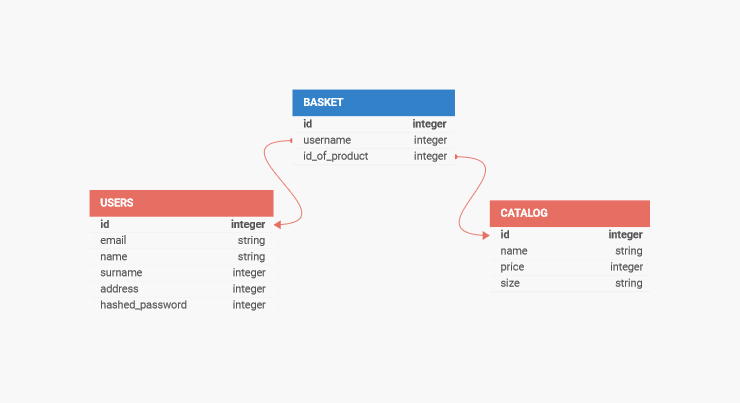 BASKET
id integer
username integer
id_of_product integer
USERS
id integer
email string
name string
surname integer
address integer
hashed_password integer
CATALOG
id integer
name string
price integer
size string